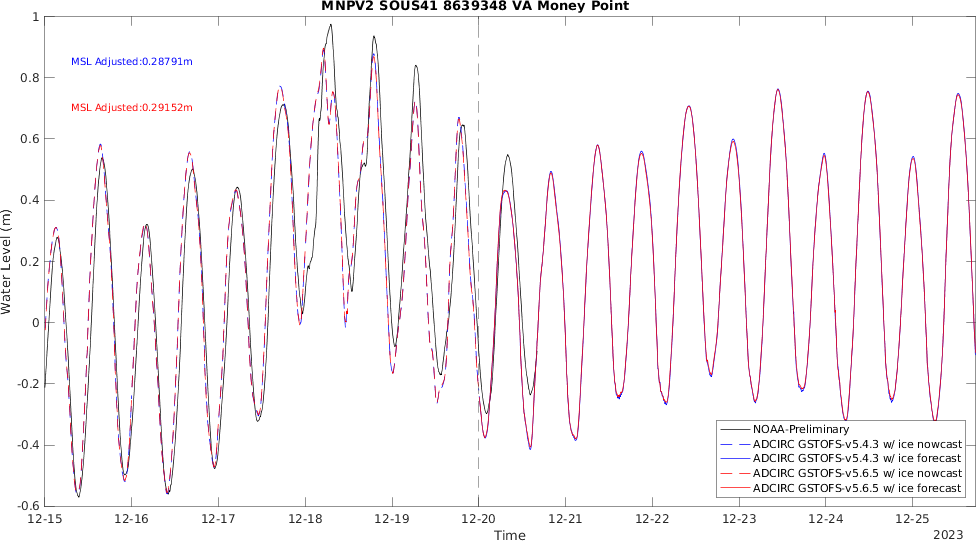 MNPV2 SOUS41 8639348 VA Money Point
MSL Adjusted:0.28791m
MSL Adjusted:0.29152m
Water Level (m)
1
0.8
0.6
0.4
0.2
0
-0.2
-0.4
-0.6
NOAA-Preliminary
ADCIRC GSTOFS-v5.4.3 w/ ice nowcast
ADCIRC GSTOFS-v5.4.3 w/ ice forecast
ADCIRC GSTOFS-v5.6.5 w/ ice nowcast
ADCIRC GSTOFS-v5.6.5 w/ ice forecast
12-15 12-16 12-17 12-18 12-19 12-20 12-21 12-22 12-23 12-24 12-25
Time
2023